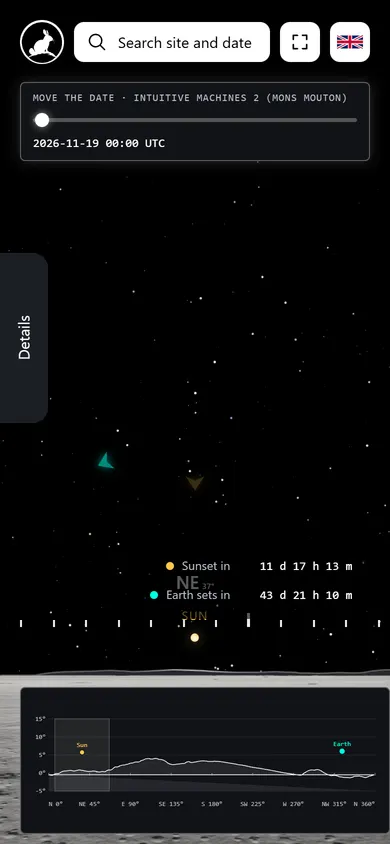 Search site and date
MOVE THE DATE · INTUITIVE MACHINES 2 (MONS MOUTON)
2026-11-19 00:00 UTC
Details
Sunset in 11 d 17 h 13 m
NE 37°
Earth sets in 43 d 21 h 10 m
SUN
15°
10°
5°
0°
-5°
Sun
Earth
N 0° NE 45° E 90° SE 135° S 180° SW 225° W 270° NW 315° N 360°